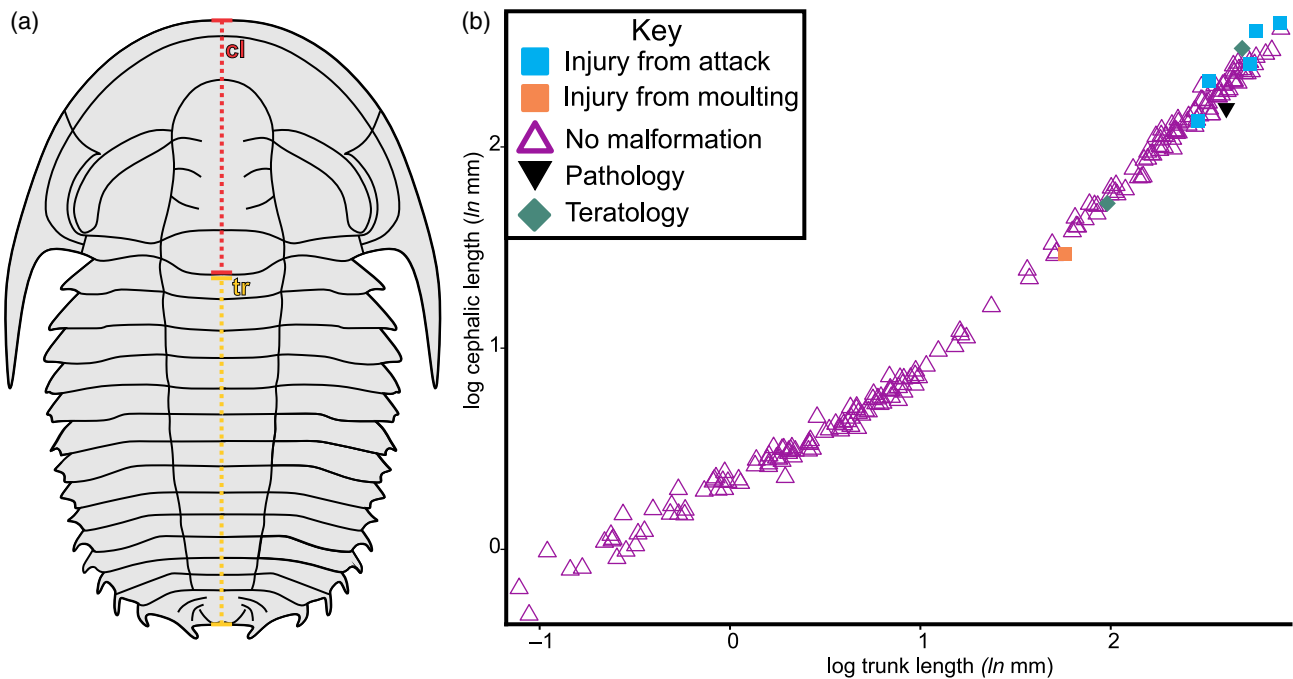 (a)
cl
tr
(b)
Key
Injury from attack
Injury from moulting
No malformation
Pathology
Teratology
log cephalic length (ln mm)
2
1
0
–1
0
1
2
log trunk length (ln mm)